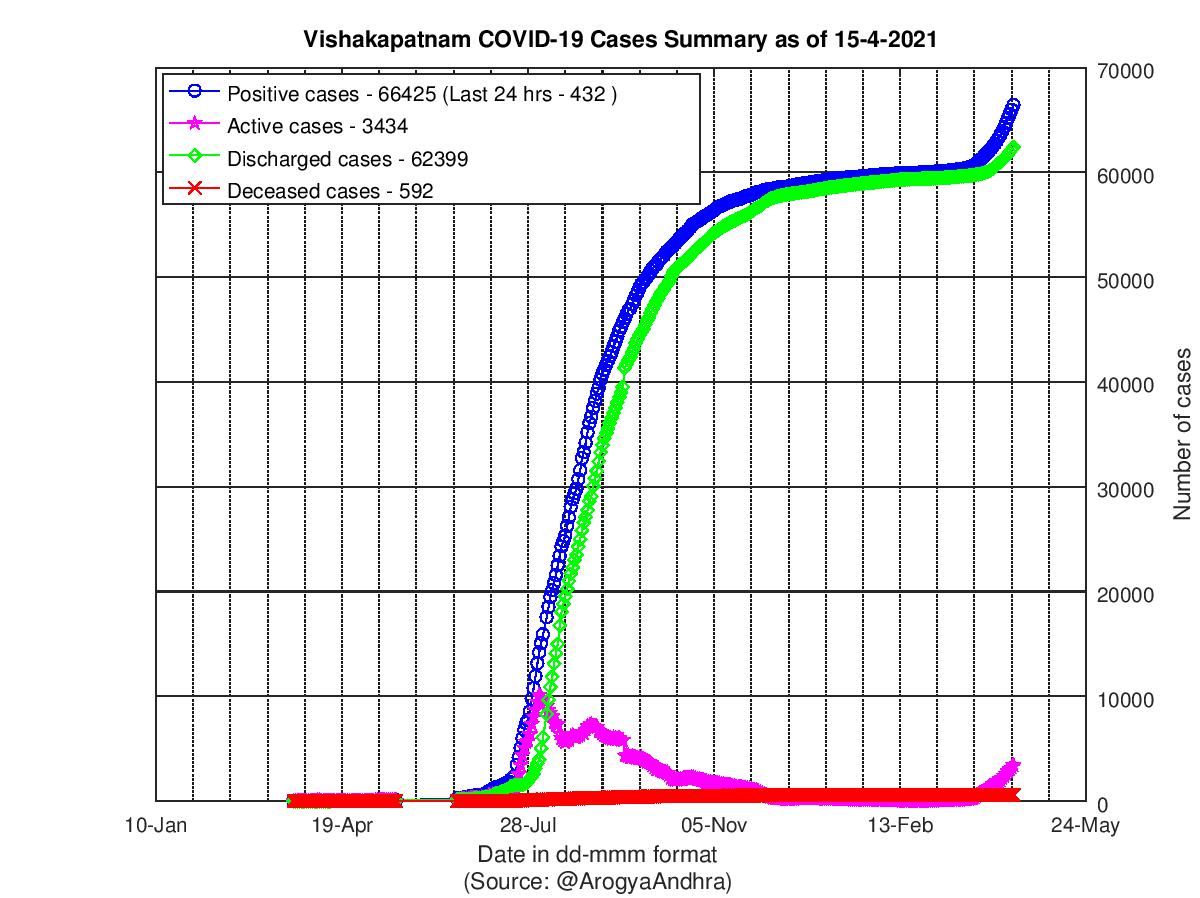 Vishakapatnam COVID-19 Cases Summary as of 15-4-2021
Positive cases - 66425 (Last 24 hrs - 432 )
Active cases - 3434
Discharged cases - 62399
Deceased cases - 592
70000
60000
50000
40000
30000
20000
10000
0
Number of cases
10-Jan 19-Apr 28-Jul 05-Nov 13-Feb 24-May
Date in dd-mmm format
(Source: @ArogyaAndhra)